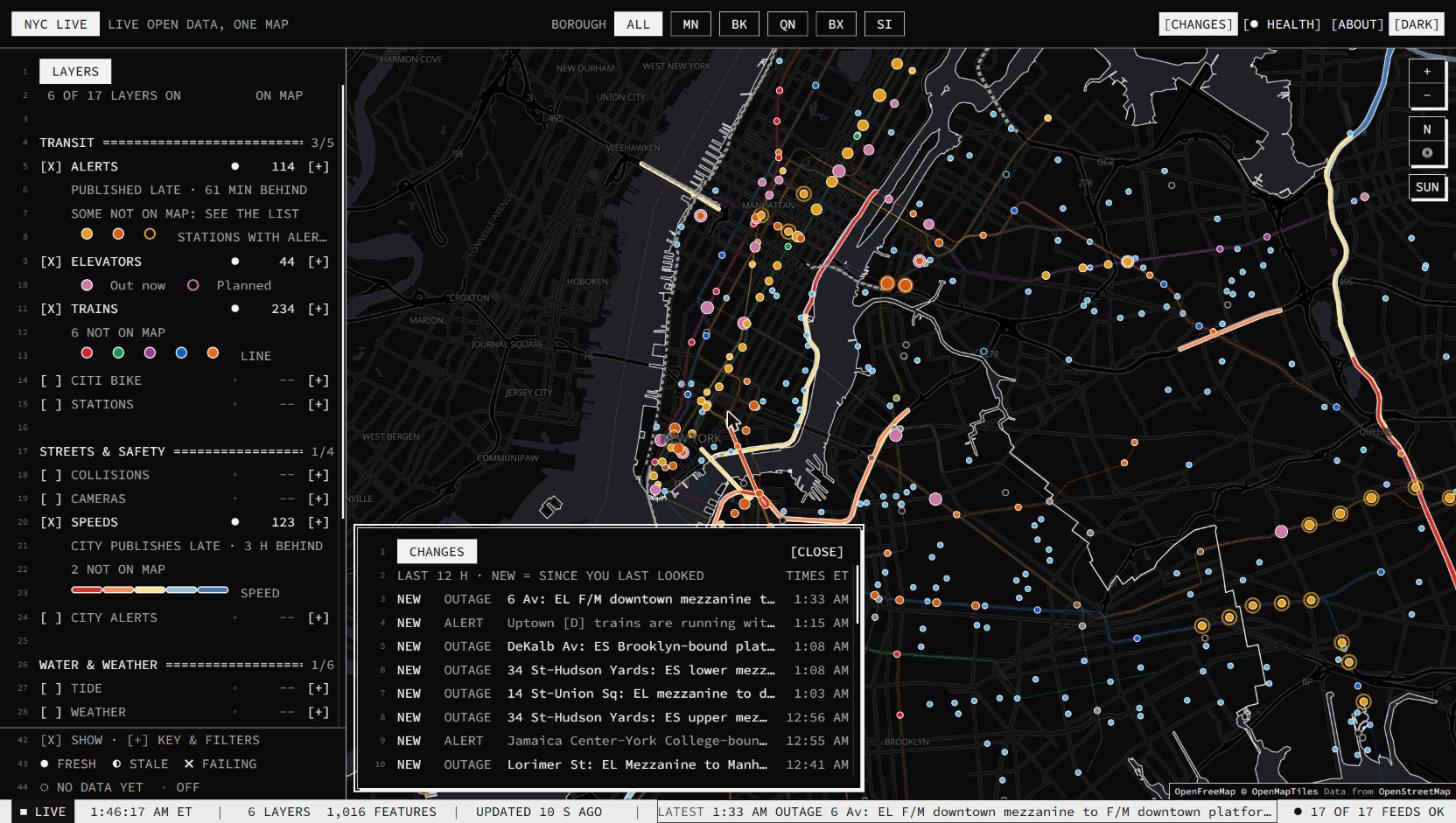 NYC LIVE LIVE OPEN DATA, ONE MAP BOROUGH ALL MN BK QN BX SI [CHANGES] [● HEALTH] [ABOUT] [DARK]
1 LAYERS
2 6 OF 17 LAYERS ON ON MAP
3
4 TRANSIT ========================== 3/5
5 [X] ALERTS ● 114 [+]
6 PUBLISHED LATE · 61 MIN BEHIND
7 SOME NOT ON MAP: SEE THE LIST
8 STATIONS WITH ALER…
9 [X] ELEVATORS ● 44 [+]
10 Out now Planned
11 [X] TRAINS ● 234 [+]
12 6 NOT ON MAP
13 LINE
14 [ ] CITI BIKE · -- [+]
15 [ ] STATIONS · -- [+]
16
17 STREETS & SAFETY ================= 1/4
18 [ ] COLLISIONS · -- [+]
19 [ ] CAMERAS · -- [+]
20 [X] SPEEDS ● 123 [+]
21 CITY PUBLISHES LATE · 3 H BEHIND
22 2 NOT ON MAP
23 SPEED
24 [ ] CITY ALERTS · -- [+]
25
26 WATER & WEATHER ================== 1/6
27 [ ] TIDE · -- [+]
28 [ ] WEATHER · -- [+]
42 [X] SHOW · [+] KEY & FILTERS
43 ● FRESH ◐ STALE ✕ FAILING
44 ◌ NO DATA YET · OFF
HARMON COVE
NEW DURHAM
WEST NEW YORK
UNION CITY
3
495
95
WEEHAWKEN
TONNELLE AVENUE
MANHATTAN
GCP
27B
HOBOKEN
CROXTON
MARION
JOURNAL SQUARE
78
JERSEY CITY
278
495
WEST BERGEN
COMMUNIPAW
NEW YORK
QUEENS
NVILLE
BP
BROOKLYN
+
−
N
◎
SUN
1 CHANGES [CLOSE]
2 LAST 12 H · NEW = SINCE YOU LAST LOOKED TIMES ET
3 NEW OUTAGE 6 Av: EL F/M downtown mezzanine t… 1:33 AM
4 NEW ALERT Uptown [D] trains are running wit… 1:15 AM
5 NEW OUTAGE DeKalb Av: ES Brooklyn-bound plat… 1:08 AM
6 NEW OUTAGE 34 St-Hudson Yards: ES lower mezz… 1:08 AM
7 NEW OUTAGE 14 St-Union Sq: EL mezzanine to d… 1:03 AM
8 NEW OUTAGE 34 St-Hudson Yards: ES upper mez… 12:56 AM
9 NEW ALERT Jamaica Center-York College-boun… 12:55 AM
10 NEW OUTAGE Lorimer St: EL Mezzanine to Manh… 12:41 AM
OpenFreeMap © OpenMapTiles Data from OpenStreetMap
■ LIVE 1:46:17 AM ET | 6 LAYERS 1,016 FEATURES | UPDATED 10 S AGO | LATEST 1:33 AM OUTAGE 6 Av: EL F/M downtown mezzanine to F/M downtown platfor… ● 17 OF 17 FEEDS OK